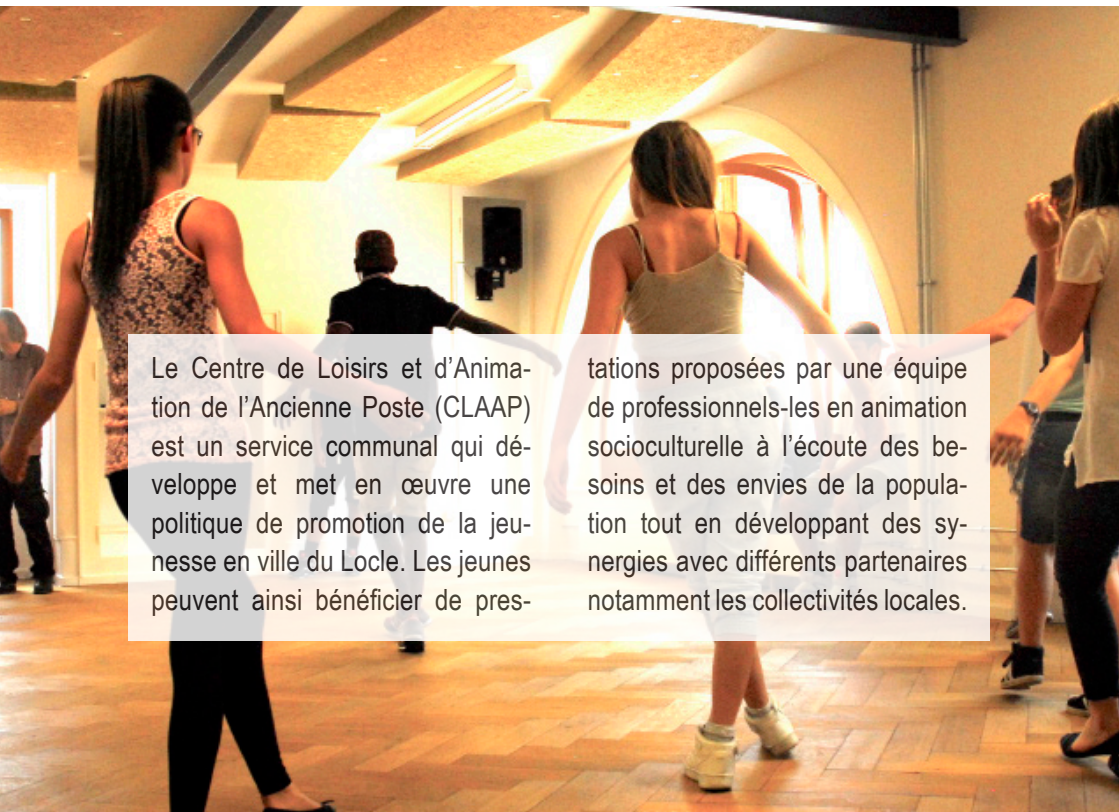 Le Centre de Loisirs et d’Anima-
tion de l’Ancienne Poste (CLAAP)
est un service communal qui dé-
veloppe et met en œuvre une
politique de promotion de la jeu-
nesse en ville du Locle. Les jeunes
peuvent ainsi bénéficier de pres-
tations proposées par une équipe
de professionnels-les en animation
socioculturelle à l’écoute des be-
soins et des envies de la popula-
tion tout en développant des sy-
nergies avec différents partenaires
notamment les collectivités locales.